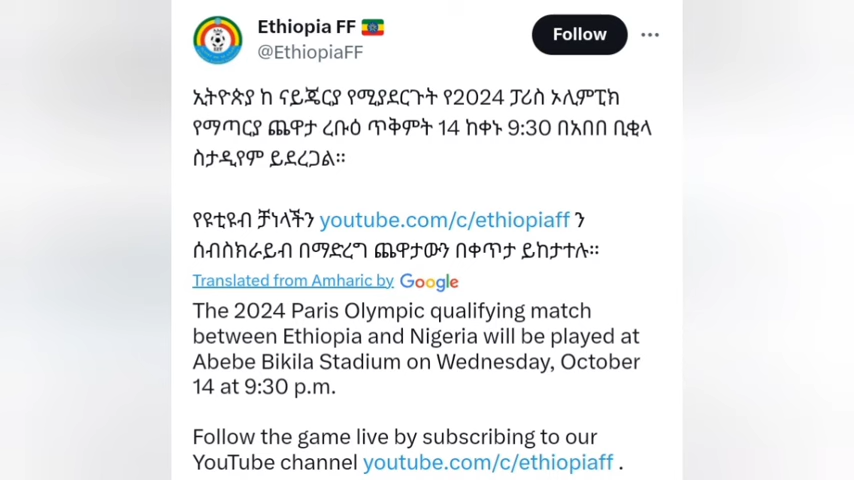 Ethiopia FF
@EthiopiaFF
Follow
ኢትዮጵያ ከ ናይጄርያ የሚያደርጉት የ2024 ፓሪስ ኦሊምፒክ
የማጣርያ ጨዋታ ረቡዕ ጥቅምት 14 ከቀኑ 9:30 በአበበ ቢቂላ
ስታዲየም ይደረጋል።
የዩቲዩብ ቻነላችን youtube.com/c/ethiopiaff ን
ሰብስክራይብ በማድረግ ጨዋታውን በቀጥታ ይከታተሉ።
Translated from Amharic by Google
The 2024 Paris Olympic qualifying match
between Ethiopia and Nigeria will be played at
Abebe Bikila Stadium on Wednesday, October
14 at 9:30 p.m.
Follow the game live by subscribing to our
YouTube channel youtube.com/c/ethiopiaff .